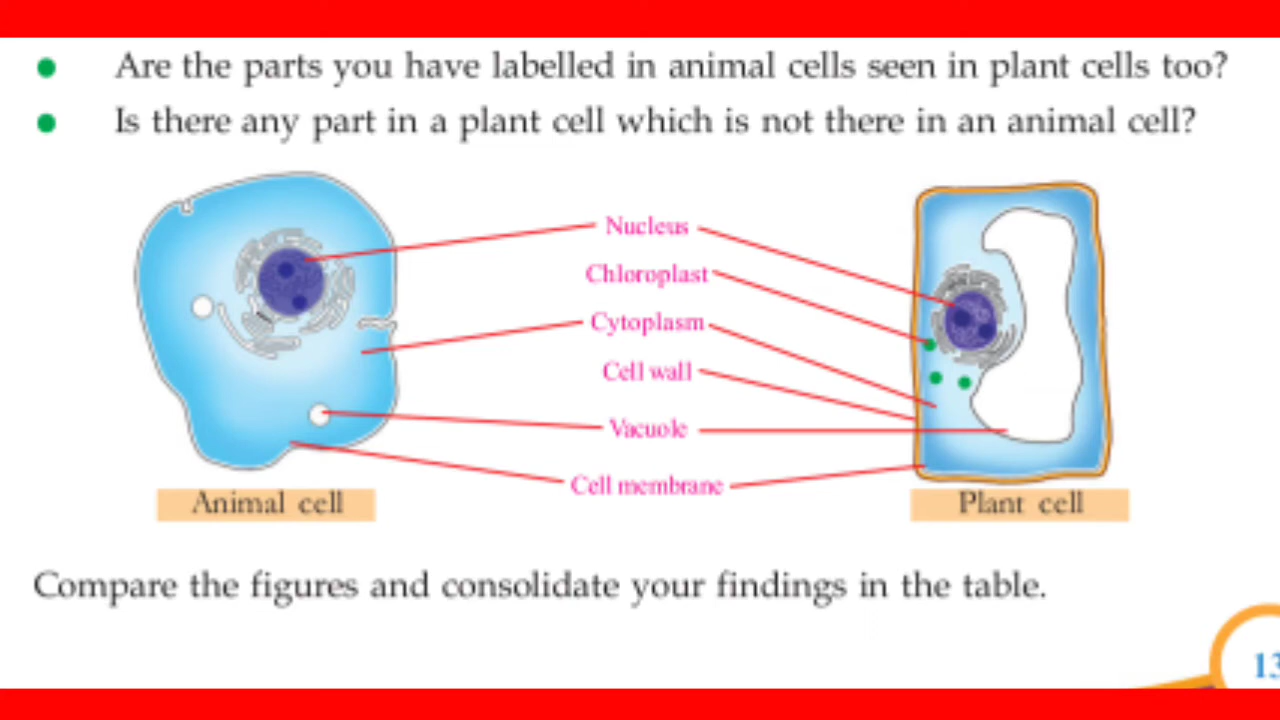 Are the parts you have labelled in animal cells seen in plant cells too?
Is there any part in a plant cell which is not there in an animal cell?
Nucleus
Chloroplast
Cytoplasm
Cell wall
Vacuole
Cell membrane
Animal cell
Plant cell
Compare the figures and consolidate your findings in the table.
13